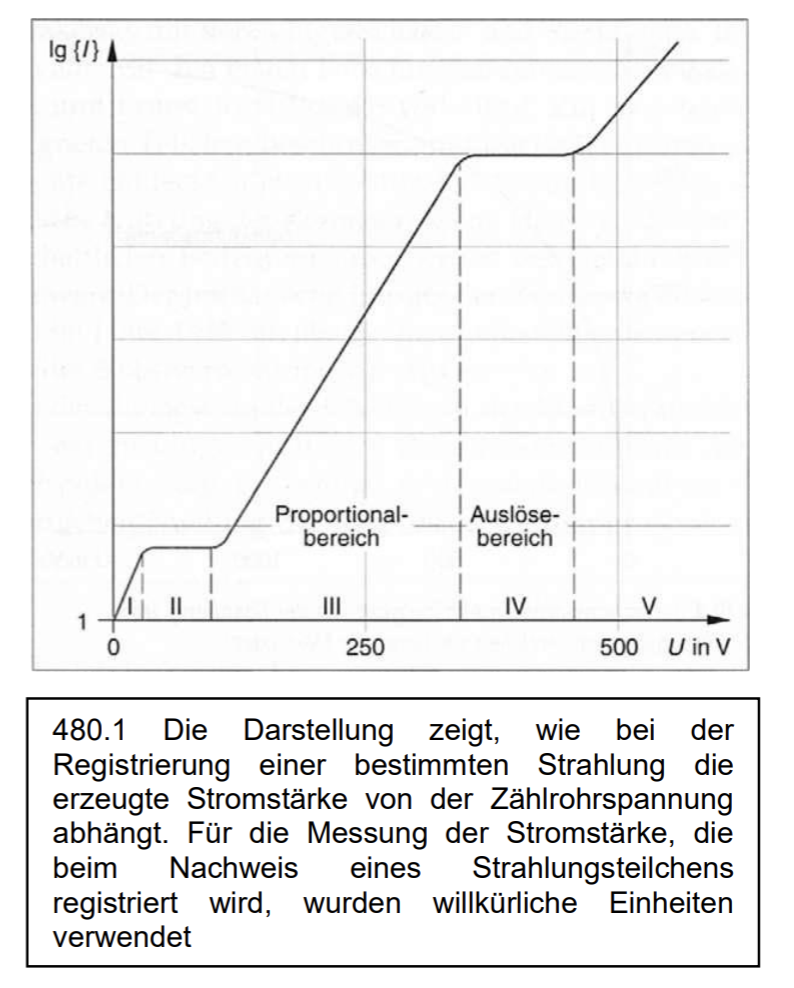 lg {I}
Proportional-
bereich
Auslöse-
bereich
I II III IV V
1
0 250 500 U in V
480.1 Die Darstellung zeigt, wie bei der
Registrierung einer bestimmten Strahlung die
erzeugte Stromstärke von der Zählrohrspannung
abhängt. Für die Messung der Stromstärke, die
beim Nachweis eines Strahlungsteilchens
registriert wird, wurden willkürliche Einheiten
verwendet